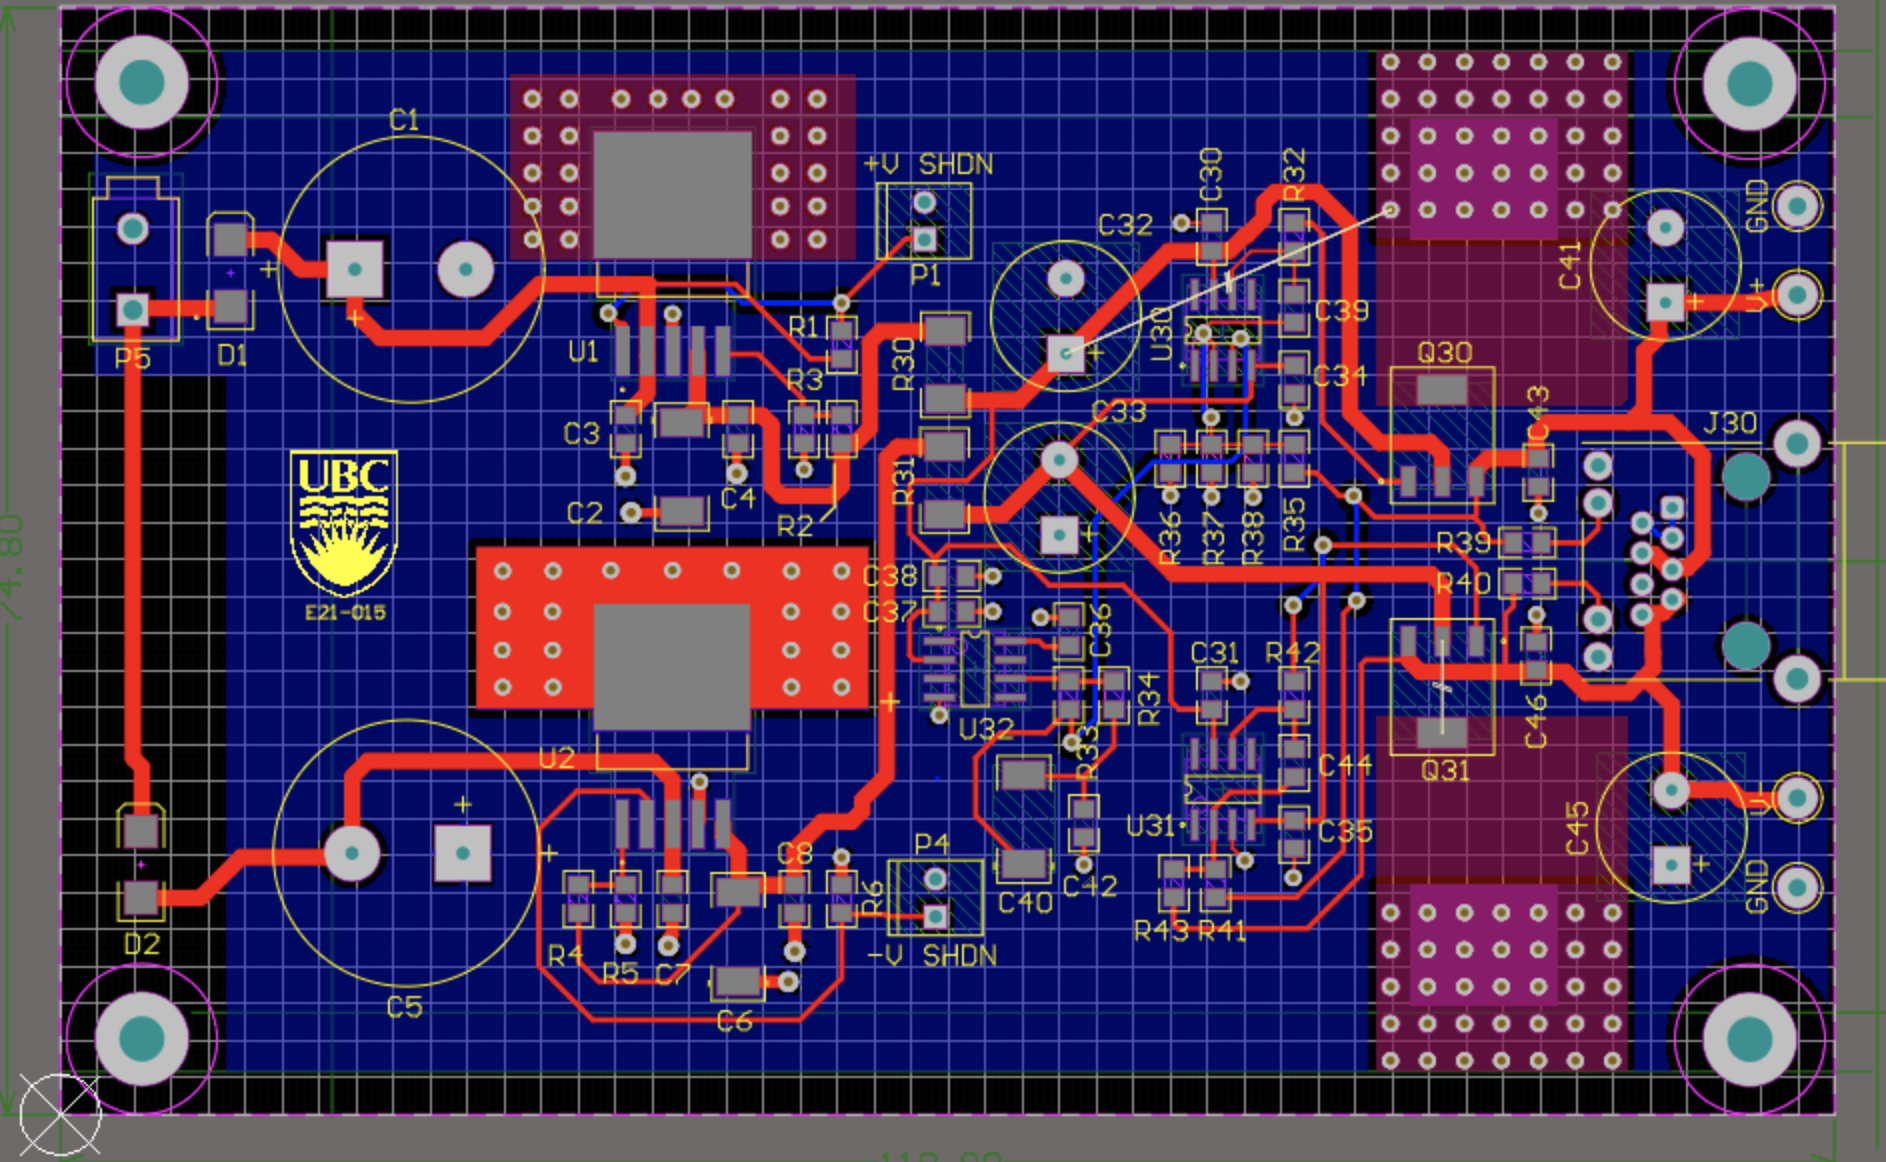 C1
+V SHDN
C30
R32
GND
C32
P1
C41
V+
P5
D1
U1
R1
R30
U30
C39
Q30
R3
C34
C43
C3
C33
J30
UBC
C4
R31
C2
R2
R36
R37
R38
R35
R39
C38
R40
E21-015
C37
C36
74.80
C31
R42
R34
U32
C46
U2
R33
C44
Q31
V-
C45
P4
U31
C35
C8
C42
R6
C40
GND
D2
R43
R41
R4
R5
C7
-V SHDN
C5
C6